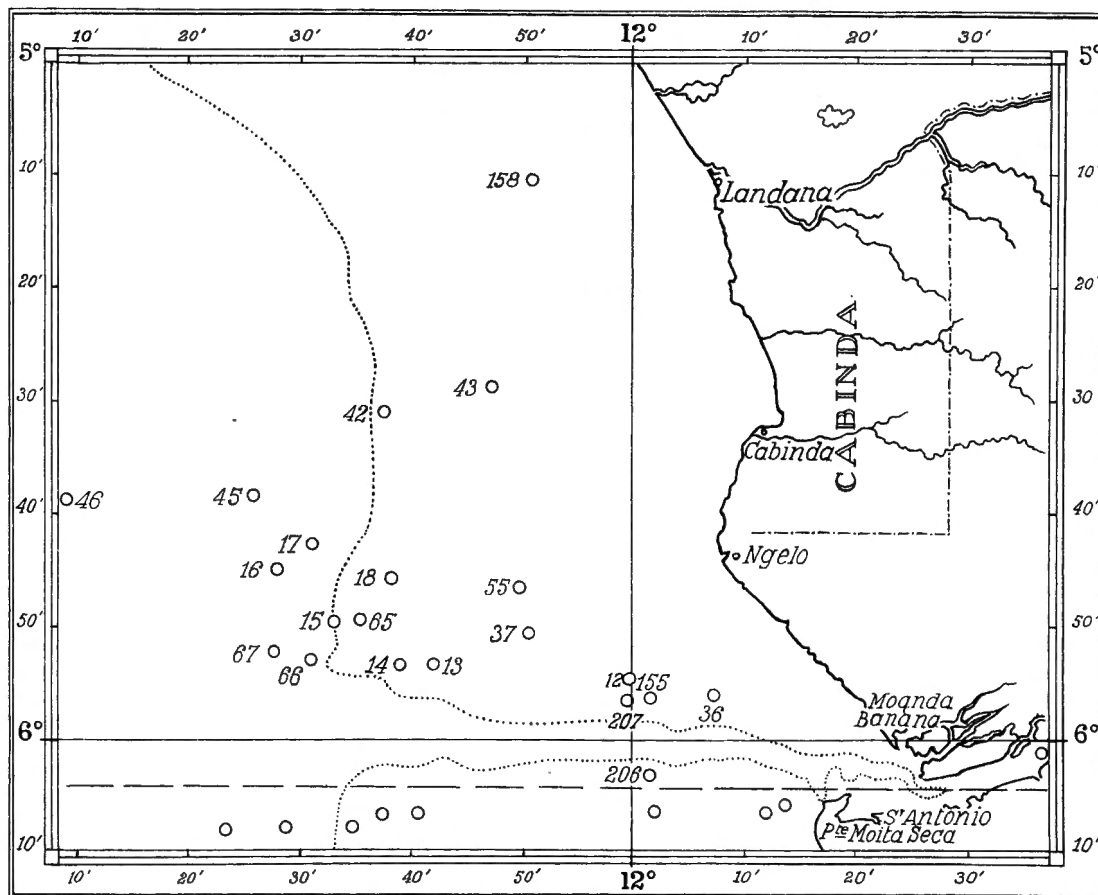 10' 20' 30' 40' 50' 12° 10' 20' 30'
5° 5°
158 10' 10'
Landana
20' 20'
CABINDA
43
42 30' 30'
Cabinda
46 45 40' 40'
17
Ngelo
16 18 55
15 65 50' 50'
37
67 66 14 13
12 155
207 36
Moanda
Banana
6° 6°
206
St António
Pte Moita Seca
10' 10'
10' 20' 30' 40' 50' 12° 10' 20' 30'